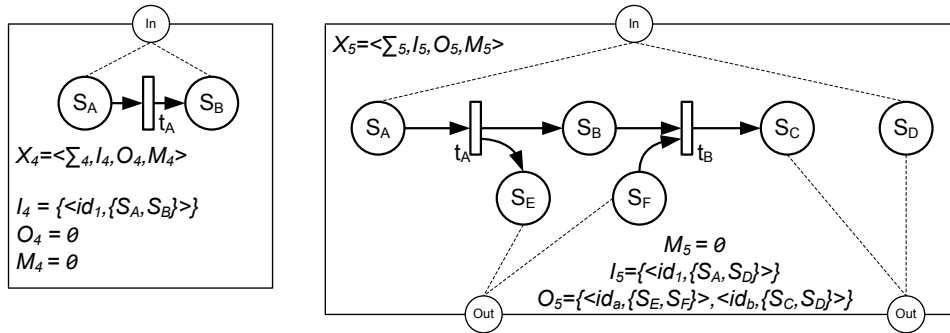 In
S_A
S_B
t_A
X_4=<∑_4,I_4,O_4,M_4>
I_4 = {<id_1,{S_A,S_B}>}
O_4 = ∅
M_4 = ∅
In
X_5=<∑_5,I_5,O_5,M_5>
S_A
S_B
S_C
S_D
t_A
t_B
S_E
S_F
M_5 = ∅
I_5={<id_1,{S_A,S_D}>}
O_5={<id_a,{S_E,S_F}>,<id_b,{S_C,S_D}>}
Out
Out